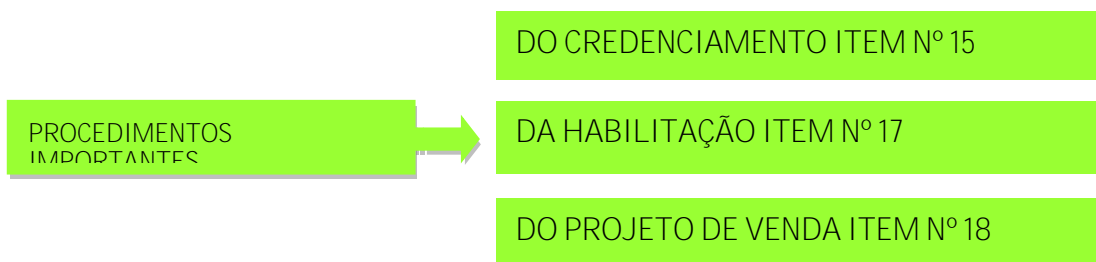 DO CREDENCIAMENTO ITEM Nº 15
PROCEDIMENTOS
IMPORTANTES
DA HABILITAÇÃO ITEM Nº 17
DO PROJETO DE VENDA ITEM Nº 18